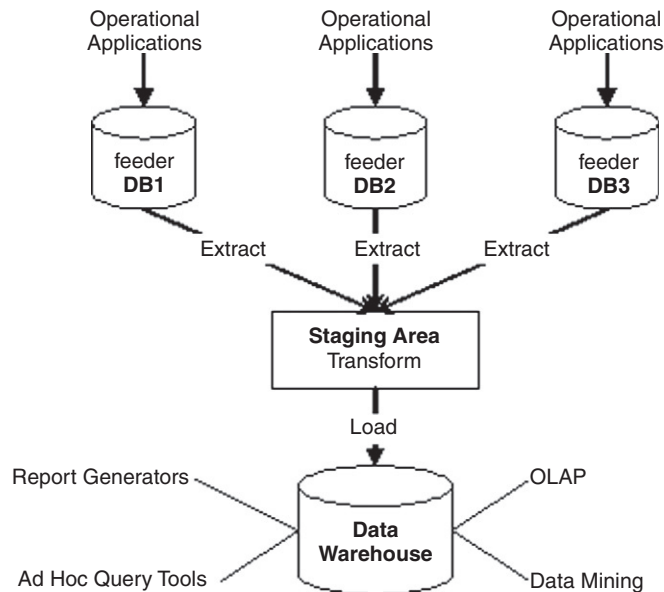 Operational
Applications
Operational
Applications
Operational
Applications
feeder
DB1
feeder
DB2
feeder
DB3
Extract
Extract
Extract
Staging Area
Transform
Load
Report Generators
OLAP
Data
Warehouse
Ad Hoc Query Tools
Data Mining